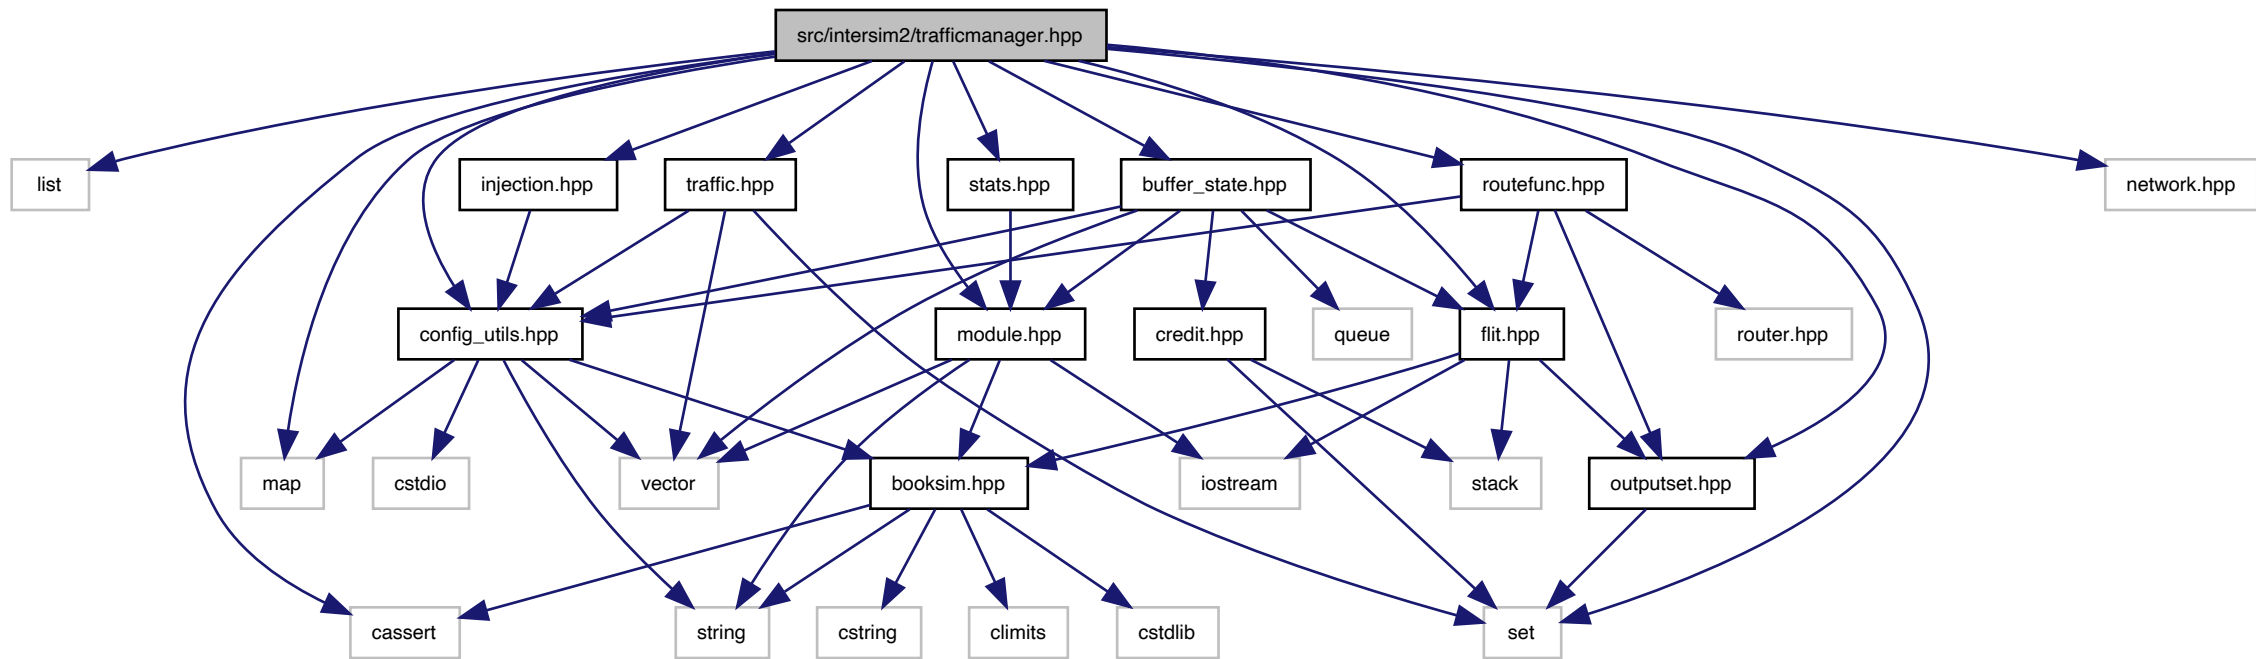 src/intersim2/trafficmanager.hpp
list
injection.hpp
traffic.hpp
stats.hpp
buffer_state.hpp
routefunc.hpp
network.hpp
config_utils.hpp
module.hpp
credit.hpp
queue
flit.hpp
router.hpp
map
cstdio
vector
booksim.hpp
iostream
stack
outputset.hpp
cassert
string
cstring
climits
cstdlib
set